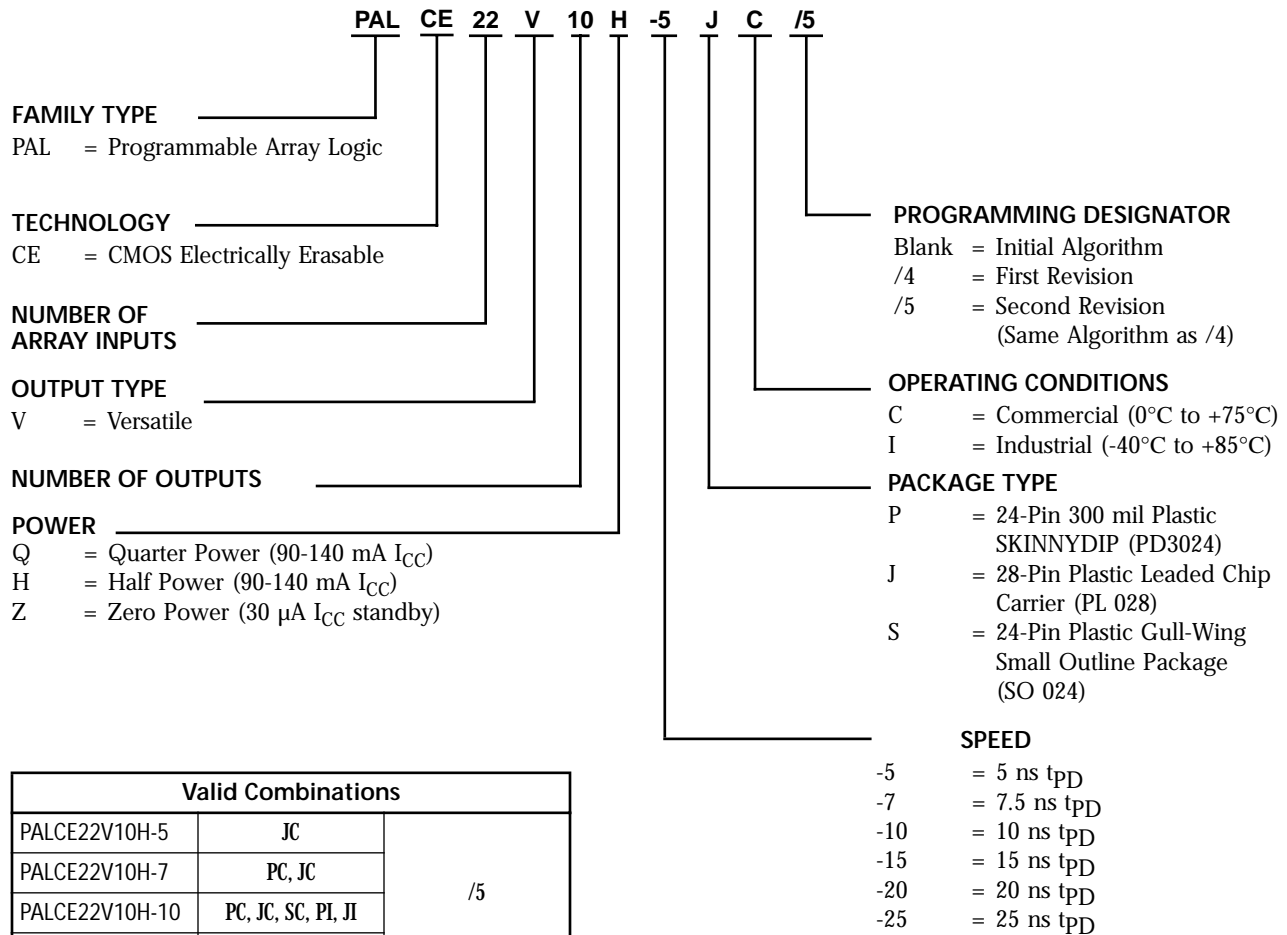 PAL CE 22 V 10 H -5 J C /5
FAMILY TYPE
PAL = Programmable Array Logic
TECHNOLOGY
CE = CMOS Electrically Erasable
NUMBER OF
ARRAY INPUTS
OUTPUT TYPE
V = Versatile
NUMBER OF OUTPUTS
POWER
Q = Quarter Power (90-140 mA ICC)
H = Half Power (90-140 mA ICC)
Z = Zero Power (30 µA ICC standby)
PROGRAMMING DESIGNATOR
Blank = Initial Algorithm
/4 = First Revision
/5 = Second Revision
(Same Algorithm as /4)
OPERATING CONDITIONS
C = Commercial (0°C to +75°C)
I = Industrial (-40°C to +85°C)
PACKAGE TYPE
P = 24-Pin 300 mil Plastic
SKINNYDIP (PD3024)
J = 28-Pin Plastic Leaded Chip
Carrier (PL 028)
S = 24-Pin Plastic Gull-Wing
Small Outline Package
(SO 024)
SPEED
-5 = 5 ns tPD
-7 = 7.5 ns tPD
-10 = 10 ns tPD
-15 = 15 ns tPD
-20 = 20 ns tPD
-25 = 25 ns tPD
Valid Combinations
PALCE22V10H-5 JC
PALCE22V10H-7 PC, JC
/5
PALCE22V10H-10 PC, JC, SC, PI, JI